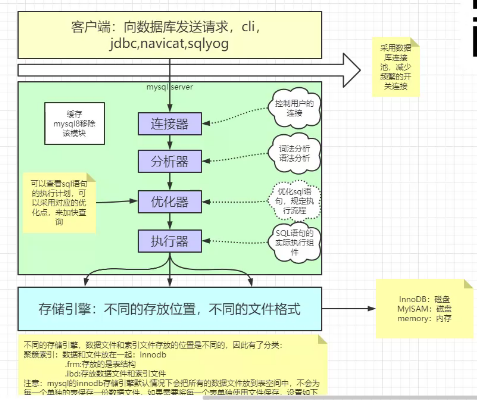 客户端：向数据库发送请求，cli，
jdbc,navicat,sqlyog
采用数据
库连接
池，减少
频繁的开
关连接
mysql server
缓存
mysql8移除
该模块
连接器
控制用户的
连接
分析器
词法分析
语法分析
可以查看sql语句
的执行计划，可
以采用对应的优
化点，来加快查
询
优化器
优化sql语
句，规定执
行流程
执行器
SQL语句的
实际执行组
件
存储引擎：不同的存放位置，不同的文件格式
InnoDB：磁盘
MyISAM：磁盘
memory：内存
不同的存储引擎，数据文件和索引文件存放的位置是不同的，因此有了分类：
聚簇索引：数据和文件放在一起：innodb
.frm:存放的是表结构
.ibd:存放数据文件和索引文件
注意：mysql的innodb存储引擎默认情况下会把所有的数据文件放到表空间中，不会为
每一个单独的表保存一份数据文件，如果需要将每一个表单独使用文件保存，设置如下